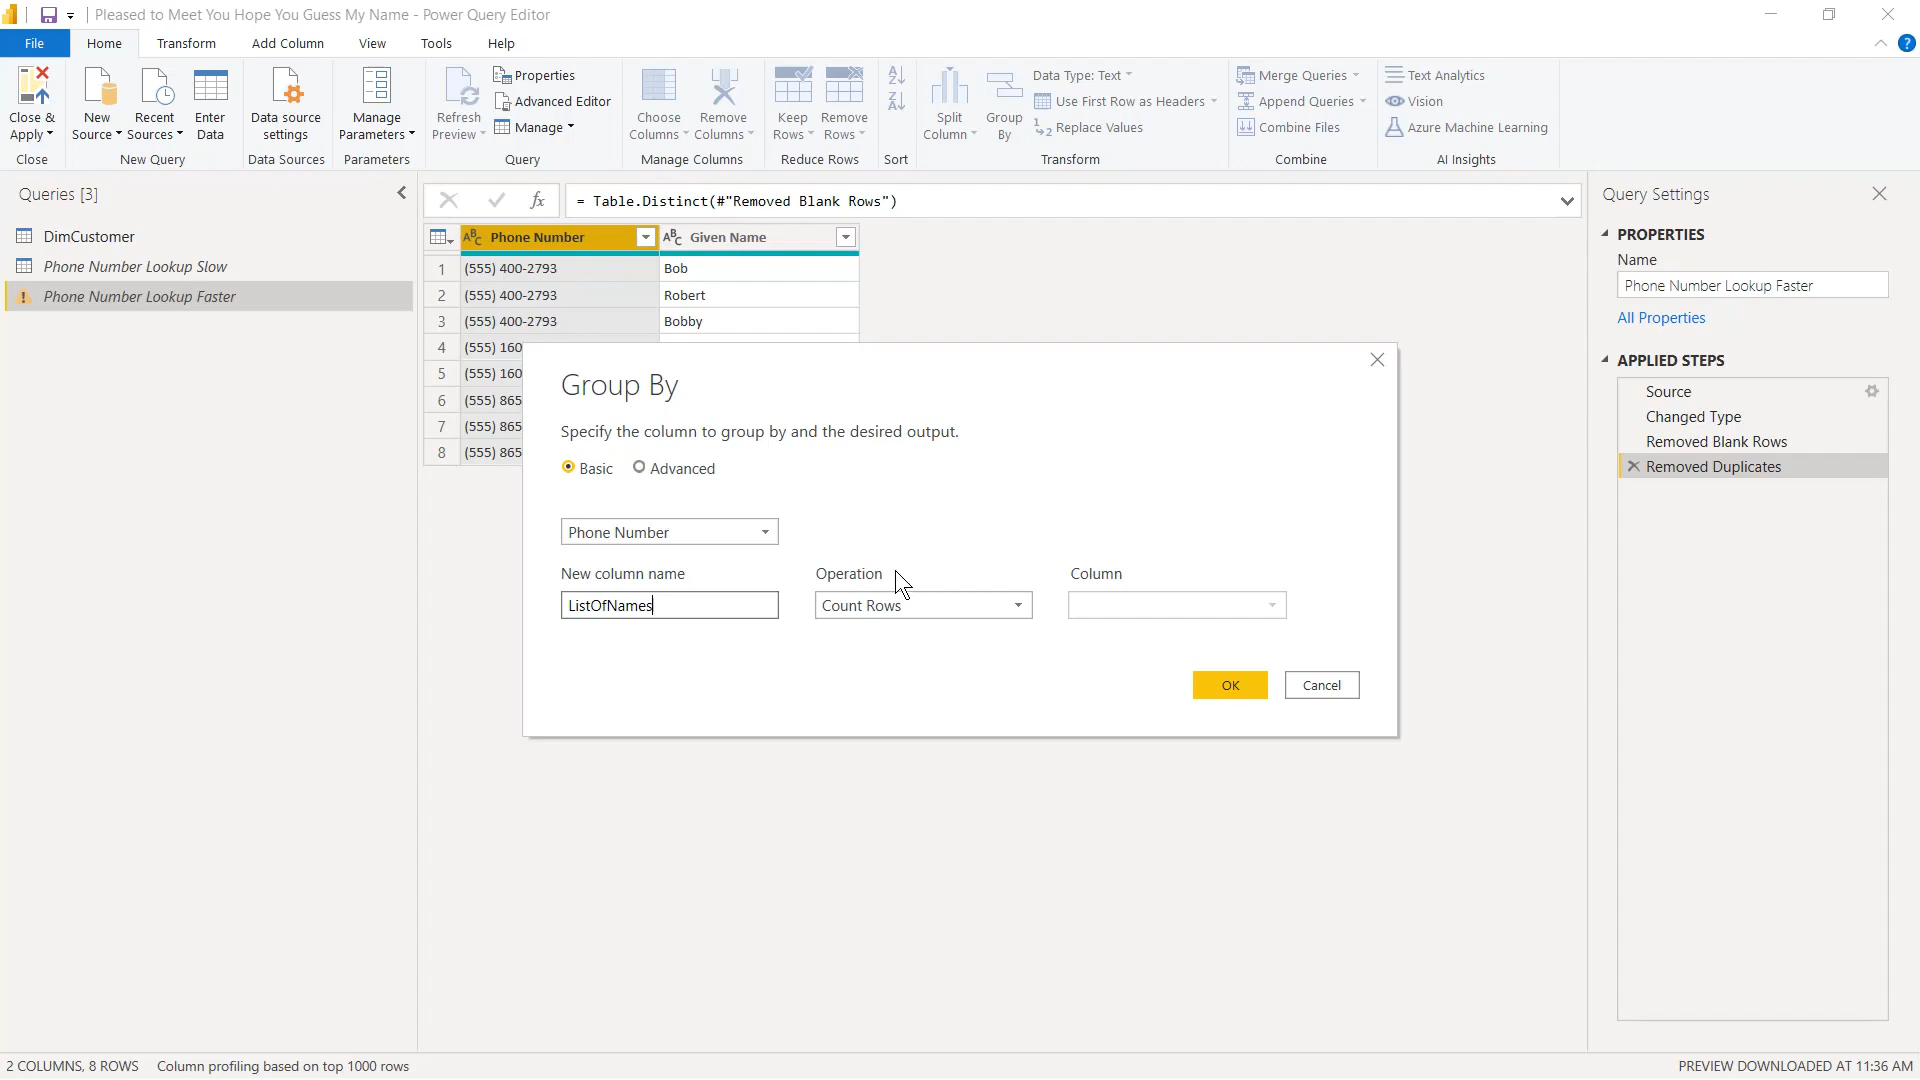 Pleased to Meet You Hope You Guess My Name - Power Query Editor
File Home Transform Add Column View Tools Help
Close & Apply
Close
New Source
Recent Sources
Enter Data
New Query
Data source settings
Data Sources
Manage Parameters
Parameters
Refresh Preview
Properties
Advanced Editor
Manage
Query
Choose Columns
Remove Columns
Manage Columns
Keep Rows
Remove Rows
Reduce Rows
Sort
Split Column
Group By
Data Type: Text
Use First Row as Headers
Replace Values
Transform
Merge Queries
Append Queries
Combine Files
Combine
Text Analytics
Vision
Azure Machine Learning
AI Insights
Queries [3]
DimCustomer
Phone Number Lookup Slow
Phone Number Lookup Faster
fx = Table.Distinct(#"Removed Blank Rows")
ABC Phone Number ABC Given Name
1 (555) 400-2793 Bob
2 (555) 400-2793 Robert
3 (555) 400-2793 Bobby
4 (555) 160
5 (555) 160
6 (555) 865
7 (555) 865
8 (555) 865
Group By
Specify the column to group by and the desired output.
Basic Advanced
Phone Number
New column name Operation Column
ListOfNames Count Rows
OK Cancel
Query Settings
PROPERTIES
Name
Phone Number Lookup Faster
All Properties
APPLIED STEPS
Source
Changed Type
Removed Blank Rows
Removed Duplicates
2 COLUMNS, 8 ROWS Column profiling based on top 1000 rows
PREVIEW DOWNLOADED AT 11:36 AM